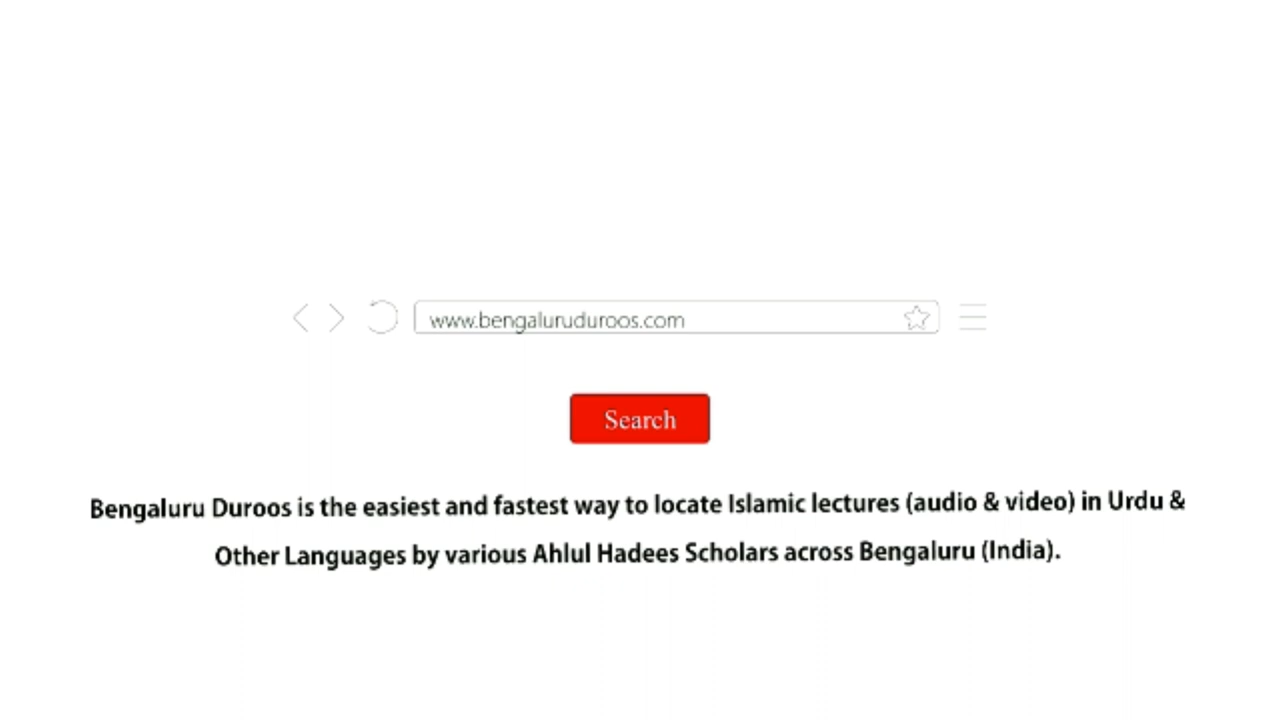 www.bengaluruduroos.com
Search
Bengaluru Duroos is the easiest and fastest way to locate Islamic lectures (audio & video) in Urdu &
Other Languages by various Ahlul Hadees Scholars across Bengaluru (India).